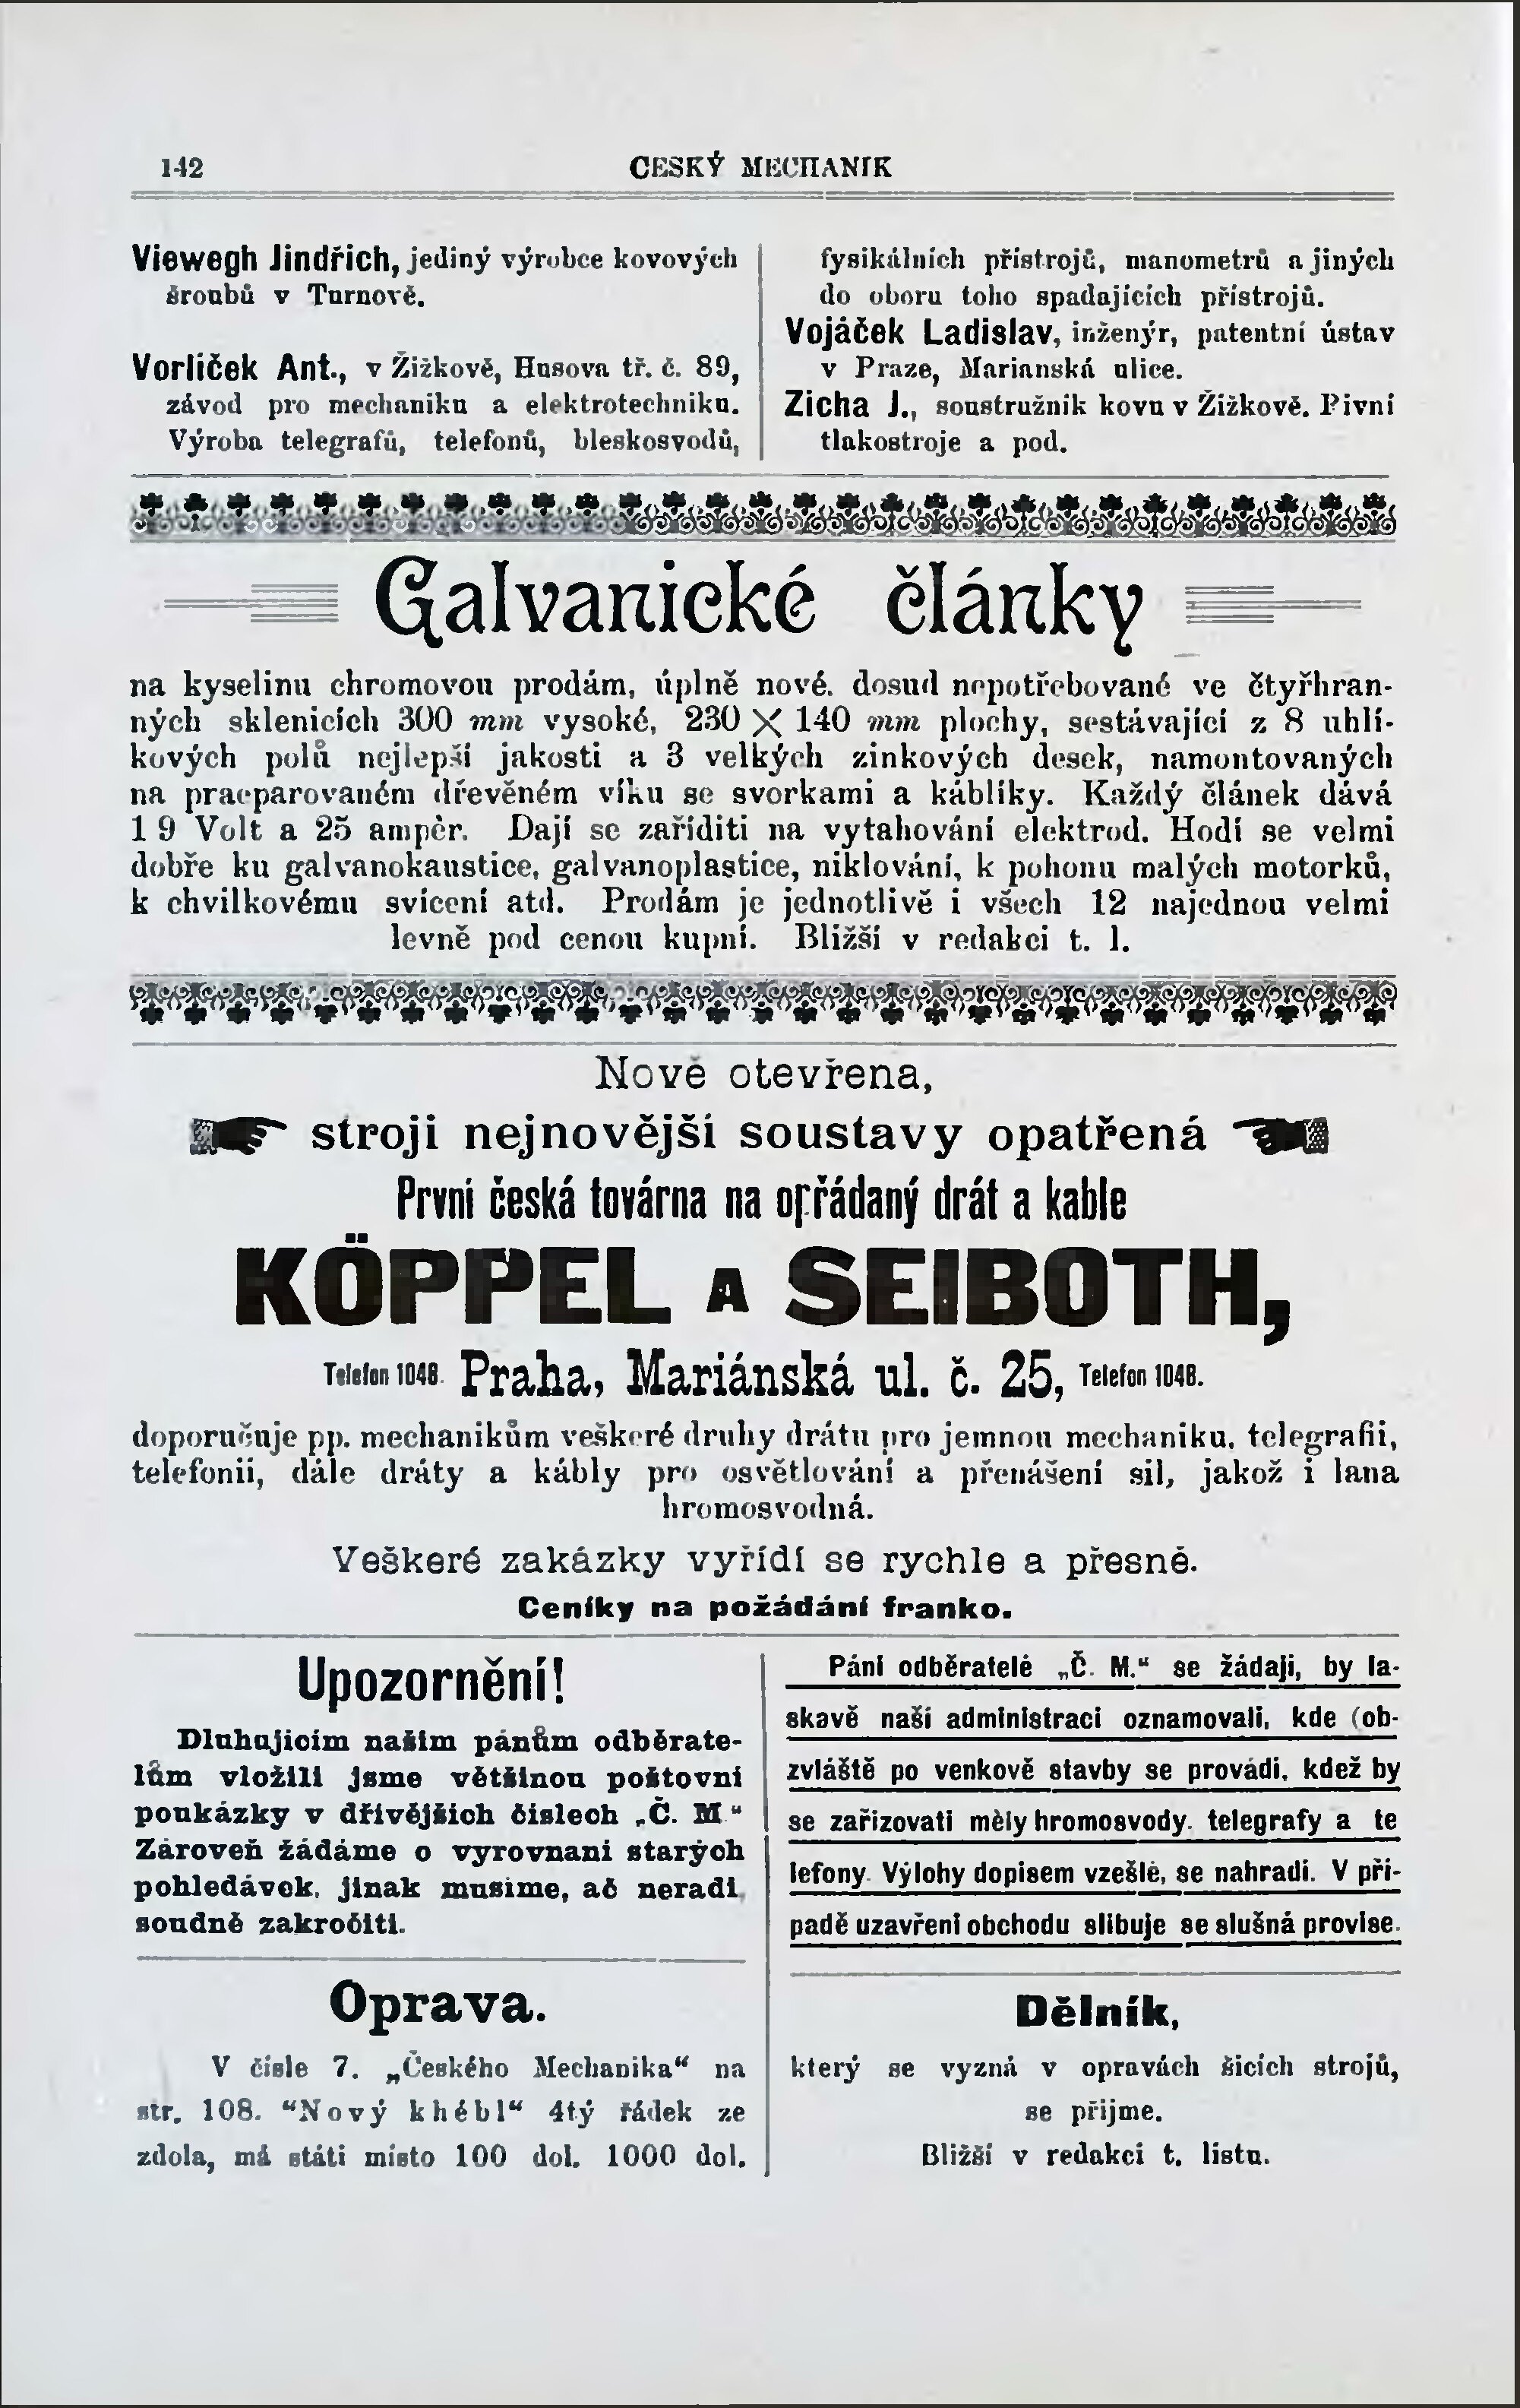 142
ČESKÝ MECHANIK
Viewegh Jindřich, jediný výrobce kovových
šroubů v Turnově.
Vorlíček Ant., v Žižkově, Husova tř. č. 89,
závod pro mechaniku a elektrotechniku.
Výroba telegrafů, telefonů, bleskosvodů,
fysikálních přístrojů, manometrů a jiných
do oboru toho spadajících přístrojů.
Vojáček Ladislav, inženýr, patentní ústav
v Praze, Marianská ulice.
Zicha J., soustružník kovu v Žižkově. Pivní
tlakostroje a pod.
Galvanické články
na kyselinu chromovou prodám, úplně nové, dosud nepotřebované ve čtyřhran-
ných sklenicích 300 mm vysoké, 230 × 140 mm plochy, sestávající z 8 uhlí-
kových polů nejlepší jakosti a 3 velkých zinkových desek, namontovaných
na praeparovaném dřevěném víku se svorkami a káblíky. Každý článek dává
1 9 Volt a 25 ampèr. Dají se zaříditi na vytahování elektrod. Hodí se velmi
dobře ku galvanokaustice, galvanoplastice, niklování, k pohonu malých motorků,
k chvilkovému svícení atd. Prodám je jednotlivě i všech 12 najednou velmi
levně pod cenou kupní. Bližší v redakci t. l.
Nově otevřena,
stroji nejnovější soustavy opatřená
První česká továrna na opřádaný drát a kable
KÖPPEL A SEIBOTH,
Telefon 1048. Praha, Mariánská ul. č. 25, Telefon 1048.
doporučuje pp. mechanikům veškeré druhy drátu pro jemnou mechaniku, telegrafii,
telefonii, dále dráty a kábly pro osvětlování a přenášení sil, jakož i lana
hromosvodná.
Veškeré zakázky vyřídí se rychle a přesně.
Ceníky na požádání franko.
Upozornění!
Dluhujícím našim pánům odběrate-
lům vložili jsme většinou poštovní
poukázky v dřívějších číslech „Č. M“
Zároveň žádáme o vyrovnaní starých
pohledávek, jinak musíme, ač neradi,
soudně zakročiti.
Oprava.
V čísle 7. „Českého Mechanika“ na
str. 108. “Nový khébl“ 4tý řádek ze
zdola, má státi místo 100 dol. 1000 dol.
Páni odběratelé „Č. M.“ se žádají, by la-
skavě naší administraci oznamovali, kde (ob-
zvláště po venkově stavby se provádí, kdež by
se zařizovati měly hromosvody. telegrafy a te
lefony. Výlohy dopisem vzešlé, se nahradí. V pří-
padě uzavření obchodu slibuje se slušná provise.
Dělník,
který se vyzná v opravách šicích strojů,
se přijme.
Bližší v redakci t. listu.